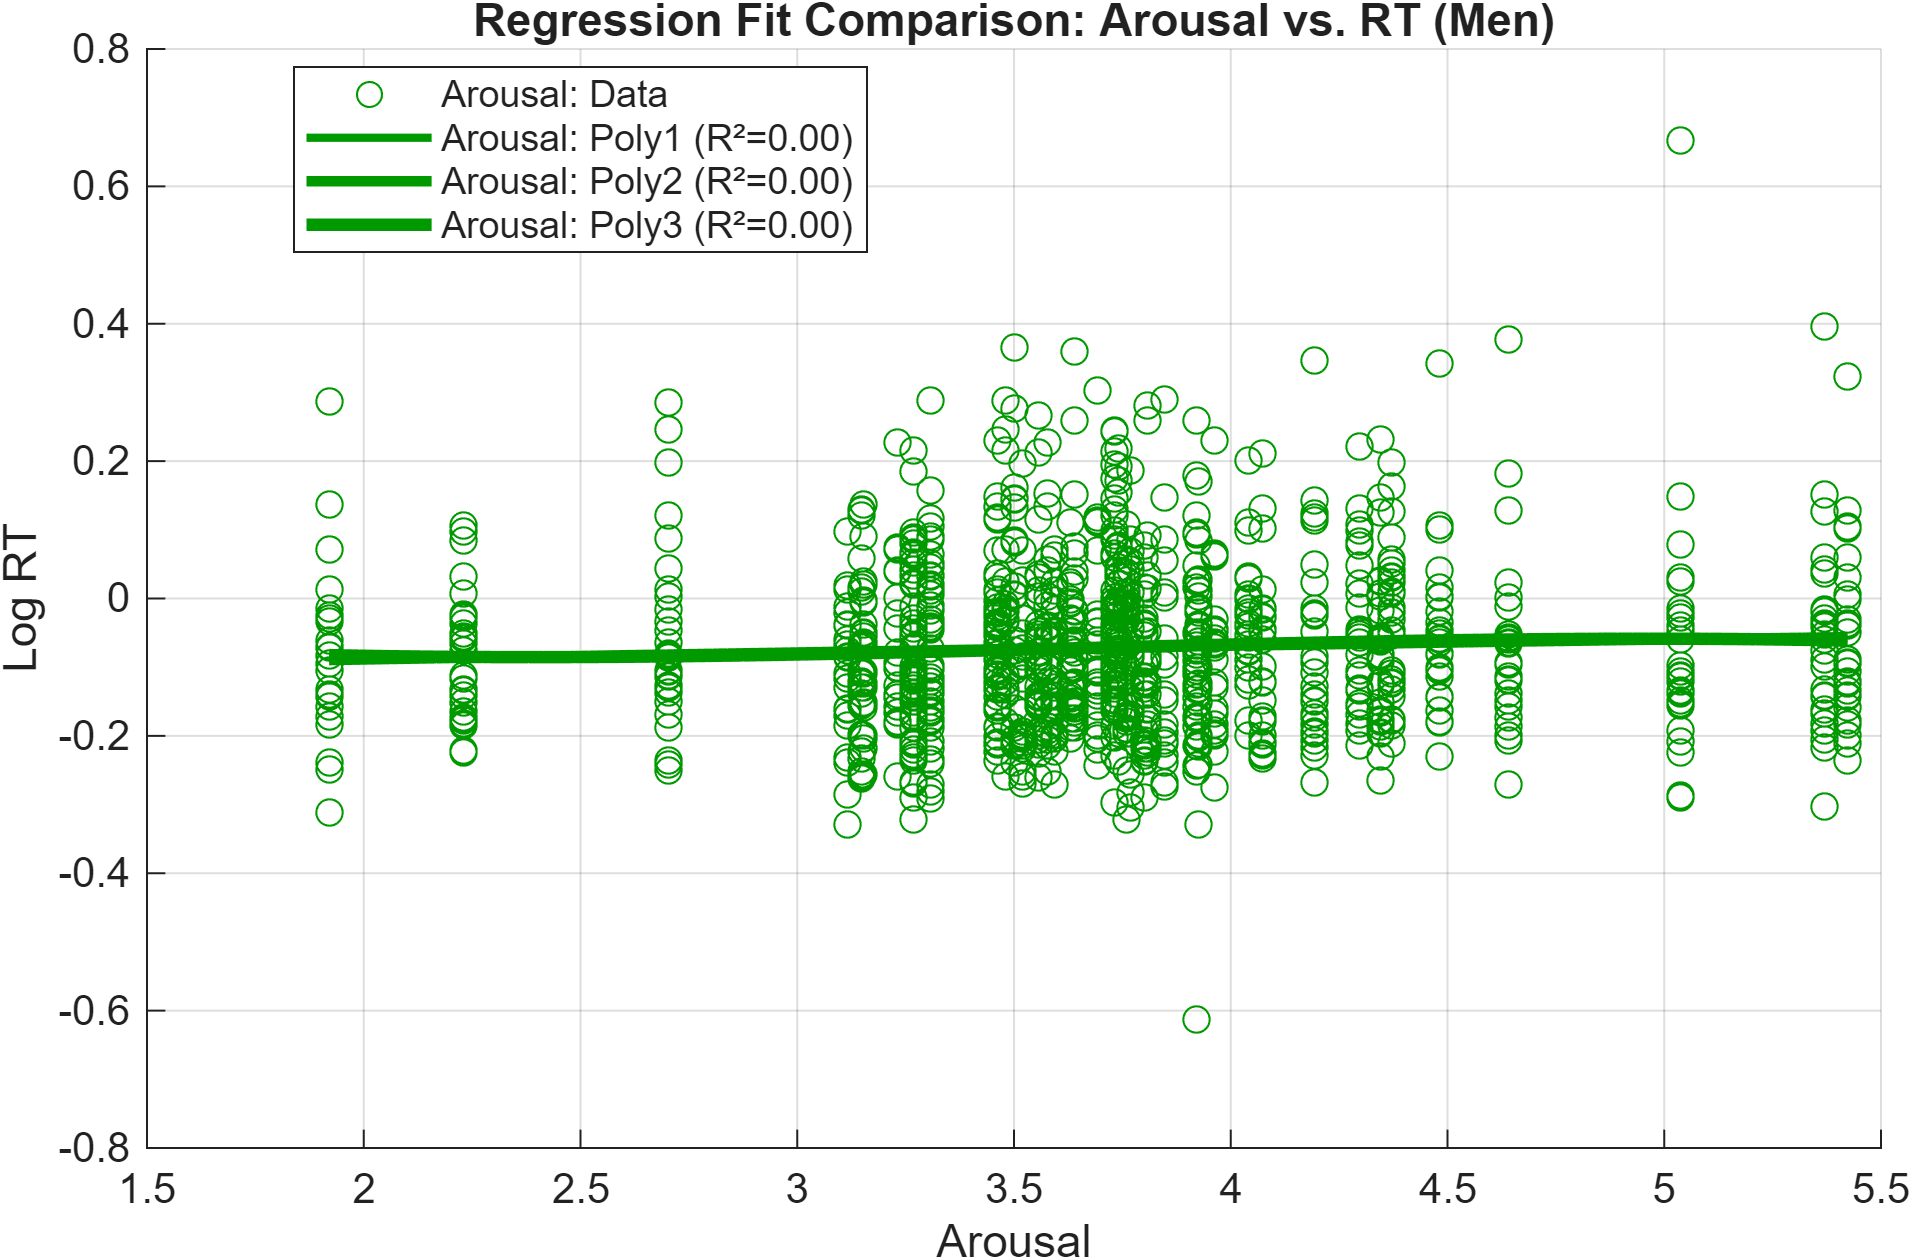 Regression Fit Comparison: Arousal vs. RT (Men)
0.8
0.6
0.4
0.2
0
-0.2
-0.4
-0.6
-0.8
Log RT
Arousal: Data
Arousal: Poly1 (R²=0.00)
Arousal: Poly2 (R²=0.00)
Arousal: Poly3 (R²=0.00)
1.5 2 2.5 3 3.5 4 4.5 5 5.5
Arousal